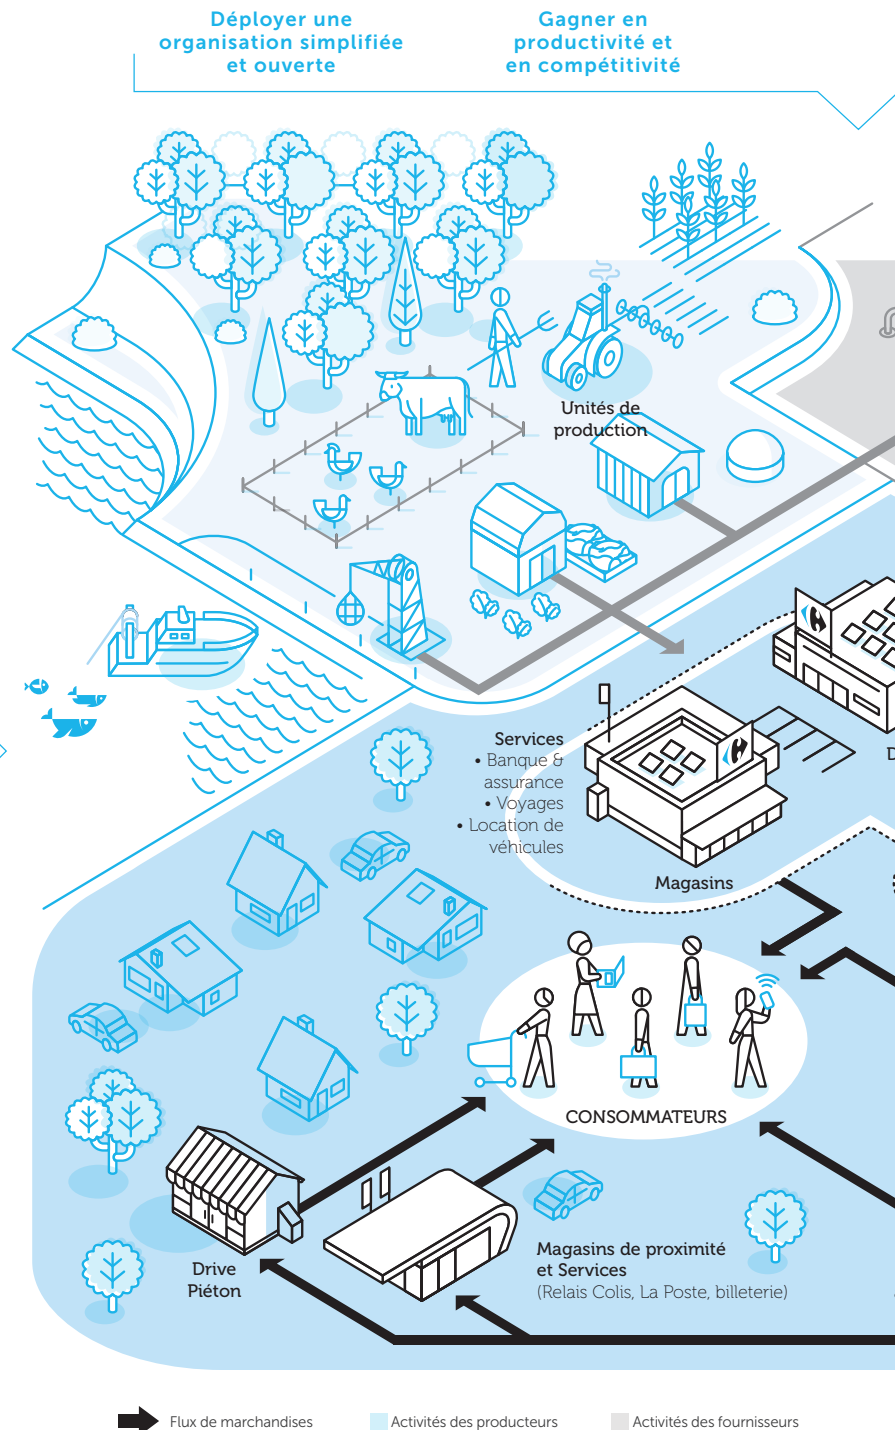 Déployer une
organisation simplifiée
et ouverte
Gagner en
productivité et
en compétitivité
Unités de
production
Services
• Banque &
assurance
• Voyages
• Location de
véhicules
D
Magasins
CONSOMMATEURS
Drive
Piéton
Magasins de proximité
et Services
(Relais Colis, La Poste, billeterie)
Flux de marchandises
Activités des producteurs
Activités des fournisseurs